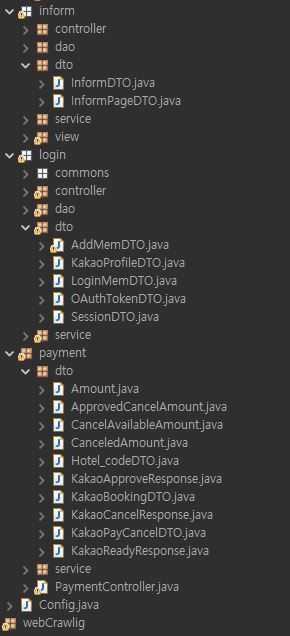 inform
controller
dao
dto
InformDTO.java
InformPageDTO.java
service
view
login
commons
controller
dao
dto
AddMemDTO.java
KakaoProfileDTO.java
LoginMemDTO.java
OAuthTokenDTO.java
SessionDTO.java
service
payment
dto
Amount.java
ApprovedCancelAmount.java
CancelAvailableAmount.java
CanceledAmount.java
Hotel_codeDTO.java
KakaoApproveResponse.java
KakaoBookingDTO.java
KakaoCancelResponse.java
KakaoPayCancelDTO.java
KakaoReadyResponse.java
service
PaymentController.java
Config.java
webCrawlig